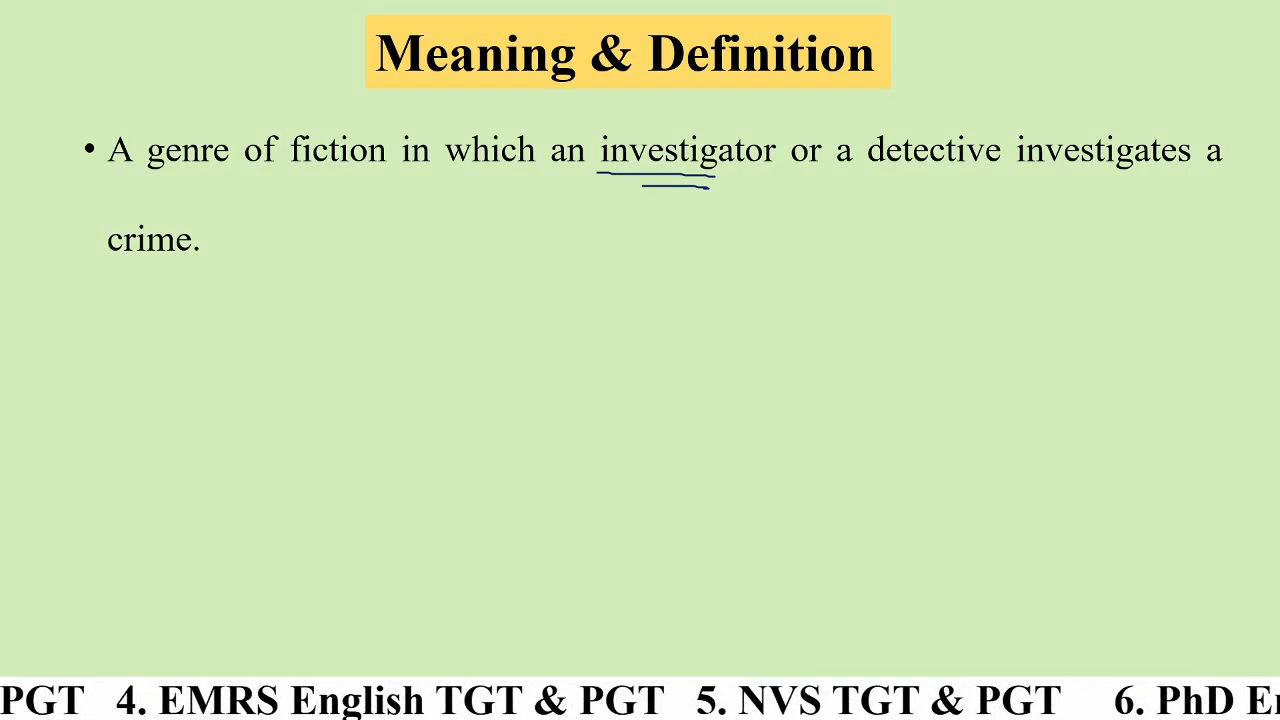 Meaning & Definition
• A genre of fiction in which an investigator or a detective investigates a
crime.
PGT 4. EMRS English TGT & PGT 5. NVS TGT & PGT 6. PhD